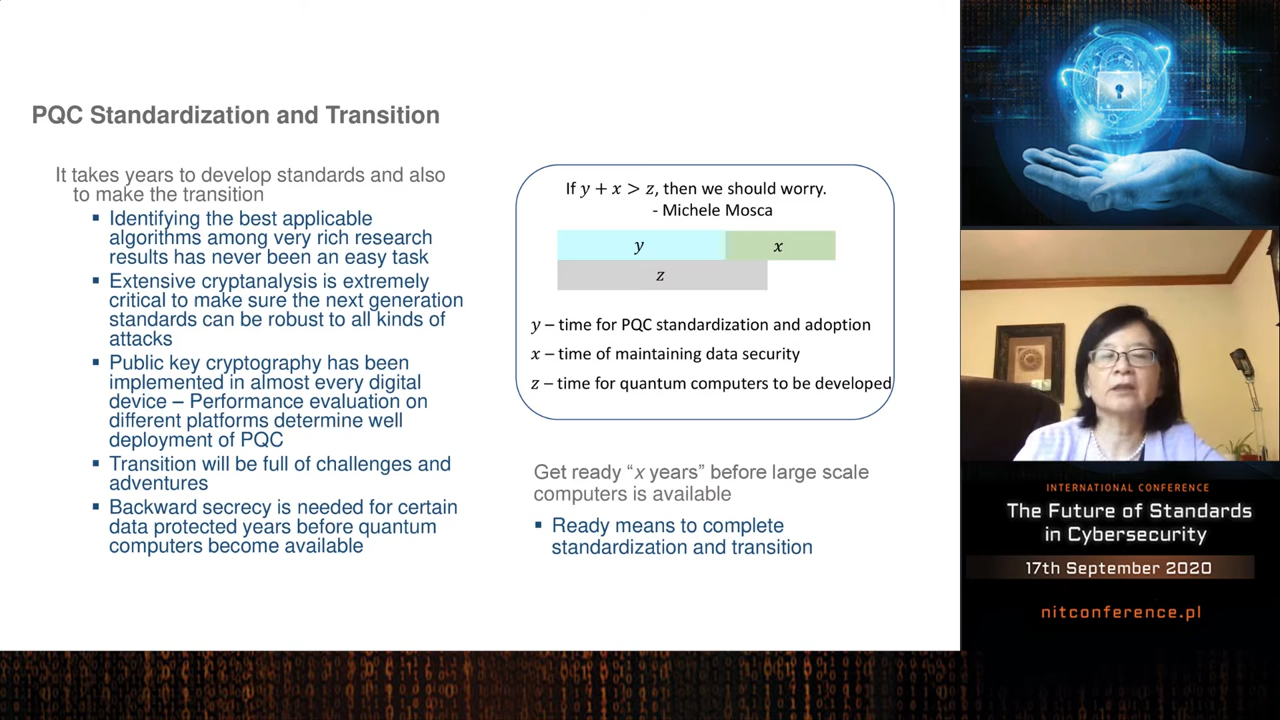 PQC Standardization and Transition
It takes years to develop standards and also
to make the transition
▪ Identifying the best applicable
algorithms among very rich research
results has never been an easy task
▪ Extensive cryptanalysis is extremely
critical to make sure the next generation
standards can be robust to all kinds of
attacks
▪ Public key cryptography has been
implemented in almost every digital
device – Performance evaluation on
different platforms determine well
deployment of PQC
▪ Transition will be full of challenges and
adventures
▪ Backward secrecy is needed for certain
data protected years before quantum
computers become available
If y + x > z, then we should worry.
- Michele Mosca
y x
z
y – time for PQC standardization and adoption
x – time of maintaining data security
z – time for quantum computers to be developed
Get ready “x years” before large scale
computers is available
▪ Ready means to complete
standardization and transition
INTERNATIONAL CONFERENCE
The Future of Standards
in Cybersecurity
17th September 2020
nitconference.pl